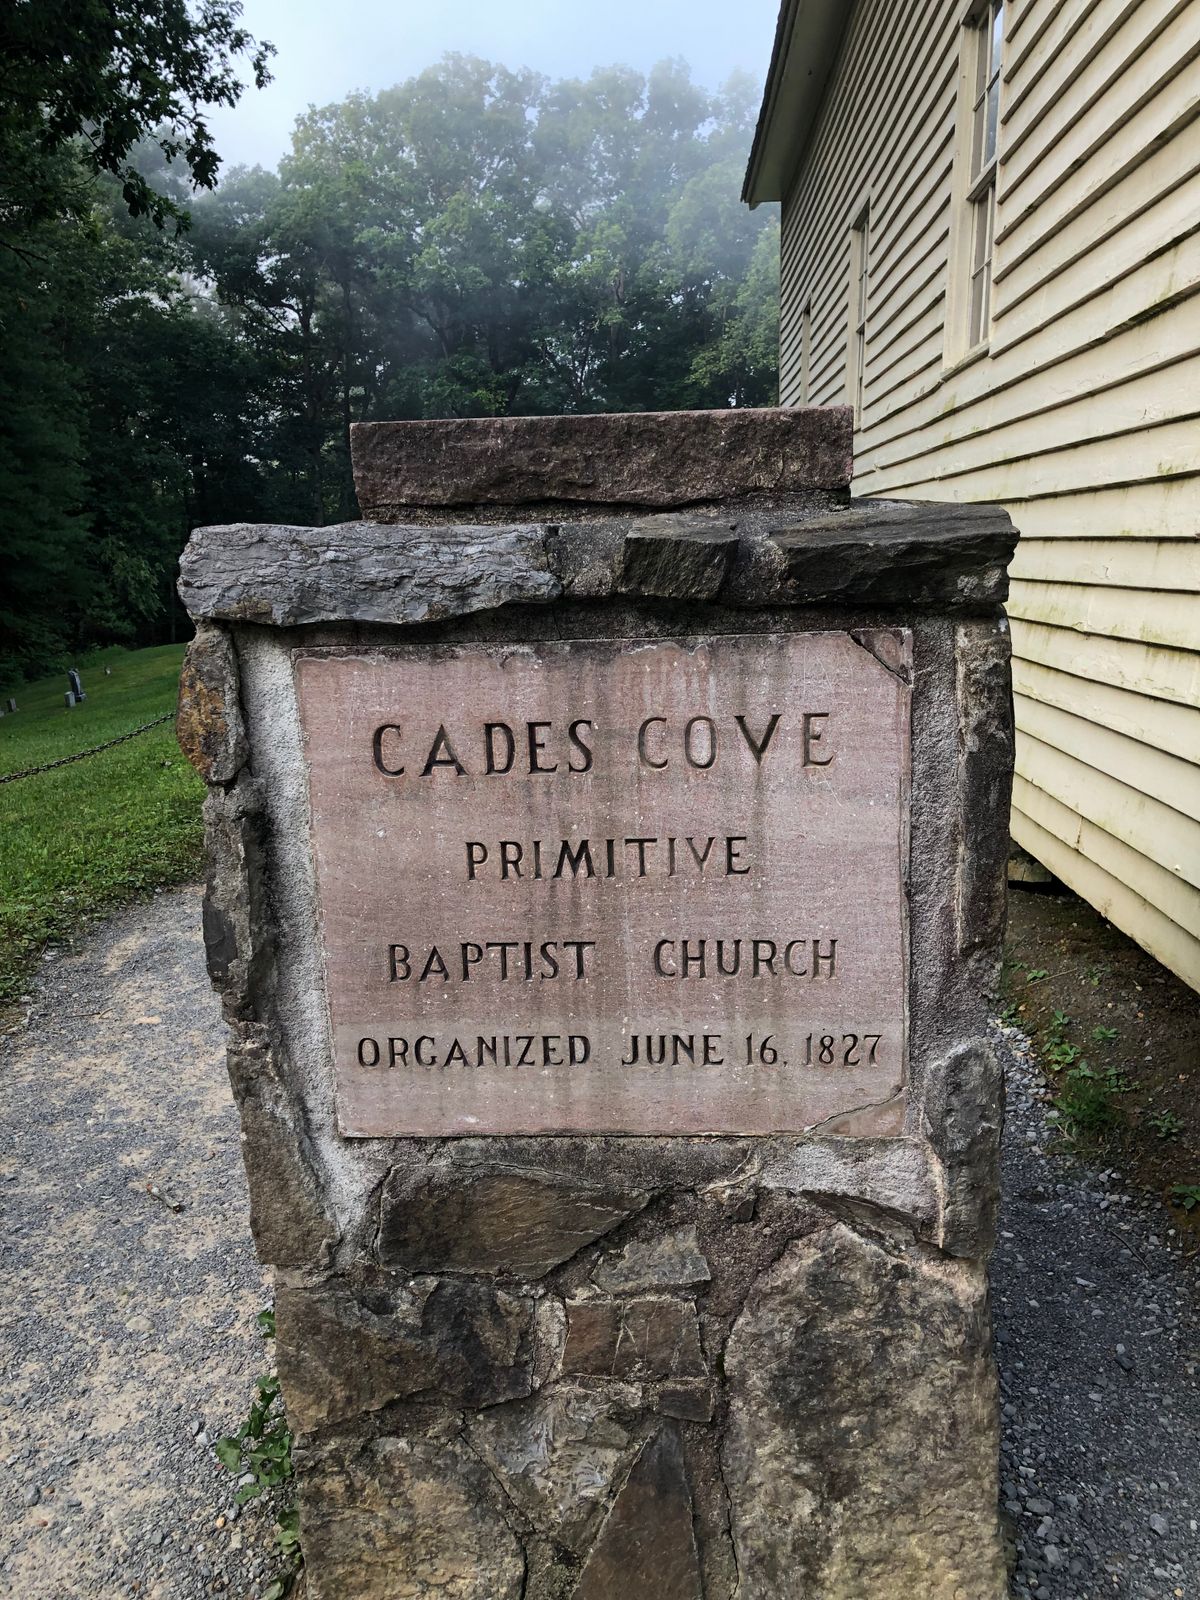 CADES COVE
PRIMITIVE
BAPTIST CHURCH
ORGANIZED JUNE 16, 1827